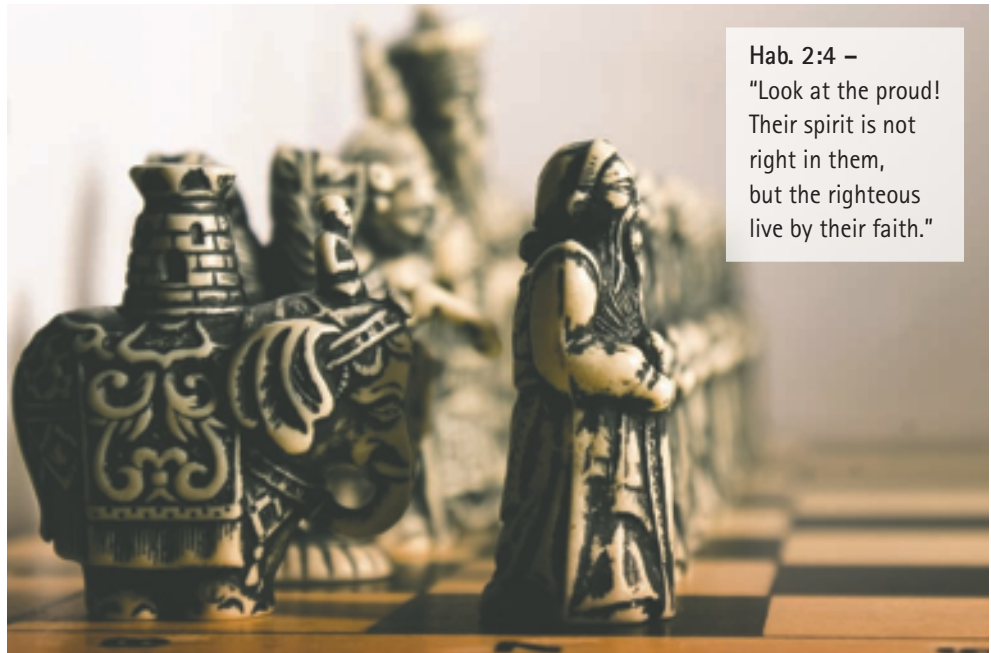 Hab. 2:4 –
"Look at the proud!
Their spirit is not
right in them,
but the righteous
live by their faith."